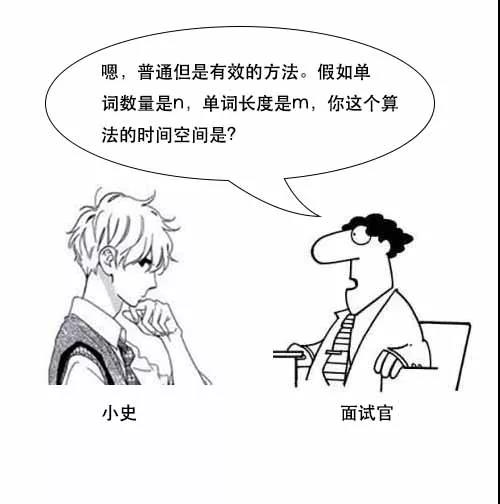 嗯，普通但是有效的方法。假如单
词数量是n，单词长度是m，你这个算
法的时间空间是？
小史
面试官